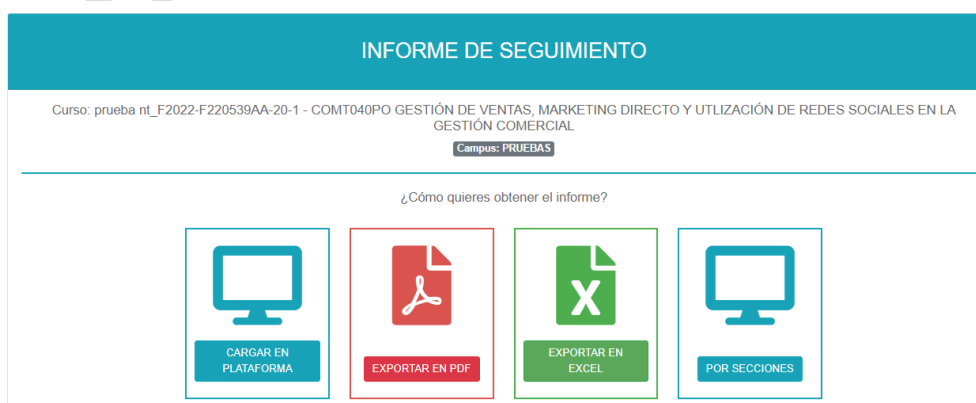 INFORME DE SEGUIMIENTO
Curso: prueba nt_F2022-F220539AA-20-1 - COMT040PO GESTIÓN DE VENTAS, MARKETING DIRECTO Y UTLIZACIÓN DE REDES SOCIALES EN LA
GESTIÓN COMERCIAL
Campus: PRUEBAS
¿Cómo quieres obtener el informe?
CARGAR EN
PLATAFORMA
EXPORTAR EN PDF
X
EXPORTAR EN
EXCEL
POR SECCIONES